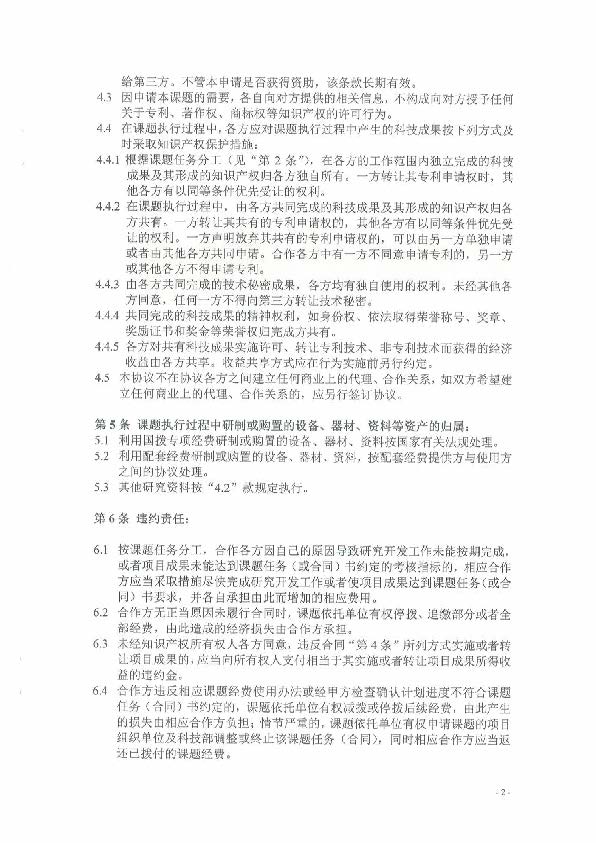 给第三方。不管本申请是否获得资助，该条款长期有效。
4.3 因申请本课题的需要，各自向对方提供的相关信息，不构成向对方授予任何
关于专利、著作权、商标权等知识产权的许可行为。
4.4 在课题执行过程中，各方应对课题执行过程中产生的科技成果按下列方式及
时采取知识产权保护措施：
4.4.1 根据课题任务分工（见“第 2 条”），在各方的工作范围内独立完成的科技
成果及其形成的知识产权归各方独自所有。一方转让其专利申请权时，其
他各方有以同等条件优先受让的权利。
4.4.2 在课题执行过程中，由各方共同完成的科技成果及其形成的知识产权归各
方共有。一方转让其共有的专利申请权的，其他各方有以同等条件优先受
让的权利。一方声明放弃其共有的专利申请权的，可以由另一方单独申请
或者由其他各方共同申请。合作各方中有一方不同意申请专利的，另一方
或其他各方不得申请专利。
4.4.3 由各方共同完成的技术秘密成果，各方均有独自使用的权利。未经其他各
方同意，任何一方不得向第三方转让技术秘密。
4.4.4 共同完成的科技成果的精神权利，如身份权、依法取得荣誉称号、奖章、
奖励证书和奖金等荣誉权归完成方共有。
4.4.5 各方对共有科技成果实施许可、转让专利技术、非专利技术而获得的经济
收益由各方共享。收益共享方式应在行为实施前另行约定。
4.5 本协议不在协议各方之间建立任何商业上的代理、合作关系，如双方希望建
立任何商业上的代理、合作关系的，应另行签订协议。
第 5 条 课题执行过程中研制或购置的设备、器材、资料等资产的归属：
5.1 利用国拨专项经费研制或购置的设备、器材、资料按国家有关法规处理。
5.2 利用配套经费研制或购置的设备、器材、资料，按配套经费提供方与使用方
之间的协议处理。
5.3 其他研究资料按“4.2”款规定执行。
第 6 条 违约责任：
6.1 按课题任务分工，合作各方因自己的原因导致研究开发工作未能按期完成，
或者项目成果未能达到课题任务（或合同）书约定的考核指标的，相应合作
方应当采取措施尽快完成研究开发工作或者使项目成果达到课题任务（或合
同）书要求，并各自承担由此而增加的相应费用。
6.2 合作方无正当原因未履行合同时，课题依托单位有权停拨、追缴部分或者全
部经费，由此造成的经济损失由合作方承担。
6.3 未经知识产权所有权人各方同意，违反合同“第 4 条”所列方式实施或者转
让项目成果的，应当向所有权人支付相当于其实施或者转让项目成果所得收
益的违约金。
6.4 合作方违反相应课题经费使用办法或经甲方检查确认计划进度不符合课题
任务（合同）书约定的，课题依托单位有权减拨或停拨后续经费，由此产生
的损失由相应合作方负担；情节严重的，课题依托单位有权申请课题的项目
组织单位及科技部调整或终止该课题任务（合同），同时相应合作方应当返
还已拨付的课题经费。
- 2 -